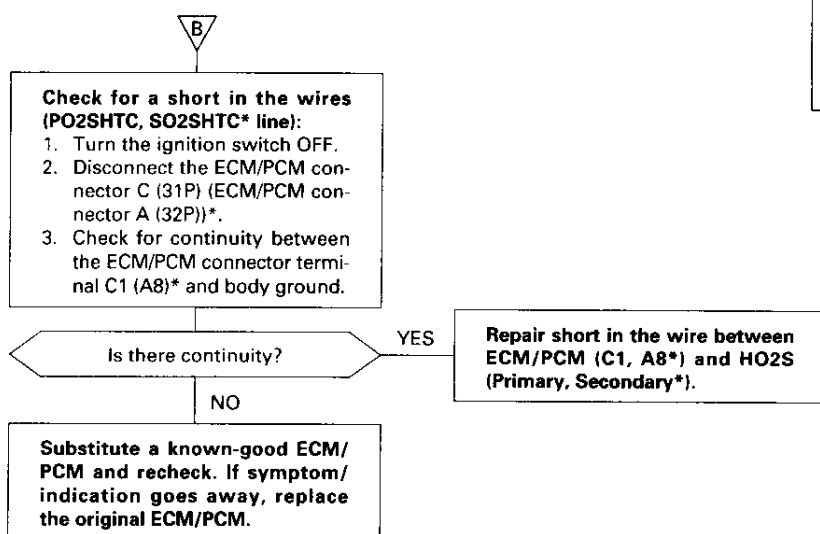 B
Check for a short in the wires
(PO2SHTC, SO2SHTC* line):
1. Turn the ignition switch OFF.
2. Disconnect the ECM/PCM con-
nector C (31P) (ECM/PCM con-
nector A (32P))*.
3. Check for continuity between
the ECM/PCM connector termi-
nal C1 (A8)* and body ground.
Is there continuity?
YES
Repair short in the wire between
ECM/PCM (C1, A8*) and HO2S
(Primary, Secondary*).
NO
Substitute a known-good ECM/
PCM and recheck. If symptom/
indication goes away, replace
the original ECM/PCM.